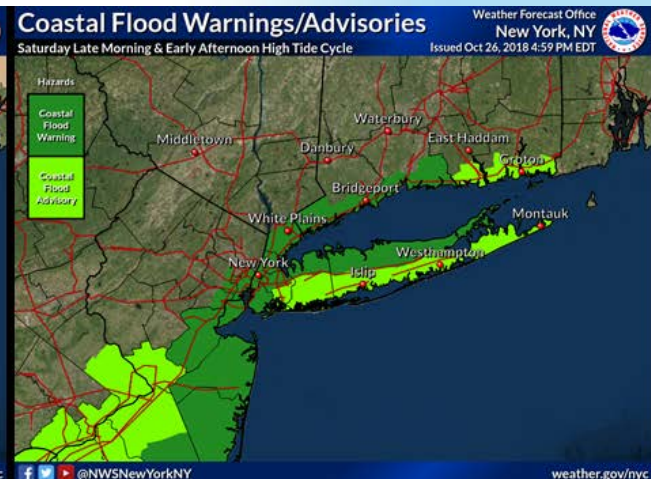 Coastal Flood Warnings/Advisories
Weather Forecast Office
New York, NY
Saturday Late Morning & Early Afternoon High Tide Cycle
Issued Oct 26, 2018 4:59 PM EDT
Hazards
Coastal
Flood
Warning
Coastal
Flood
Advisory
Waterbury
Middletown
Danbury
East Haddam
Groton
Bridgeport
White Plains
Montauk
New York
Westhampton
Islip
@NWSNewYorkNY
weather.gov/nyc